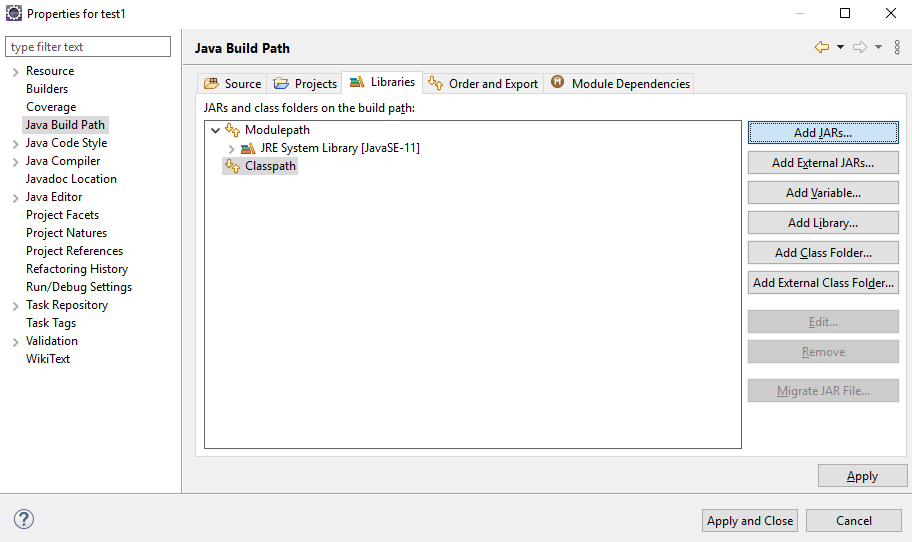 Properties for test1
type filter text
Resource
Builders
Coverage
Java Build Path
Java Code Style
Java Compiler
Javadoc Location
Java Editor
Project Facets
Project Natures
Project References
Refactoring History
Run/Debug Settings
Task Repository
Task Tags
Validation
WikiText
Java Build Path
Source
Projects
Libraries
Order and Export
M
Module Dependencies
JARs and class folders on the build path:
Modulepath
JRE System Library [JavaSE-11]
Classpath
Add JARs...
Add External JARs...
Add Variable...
Add Library...
Add Class Folder...
Add External Class Folder...
Edit...
Remove
Migrate JAR File...
Apply
?
Apply and Close
Cancel